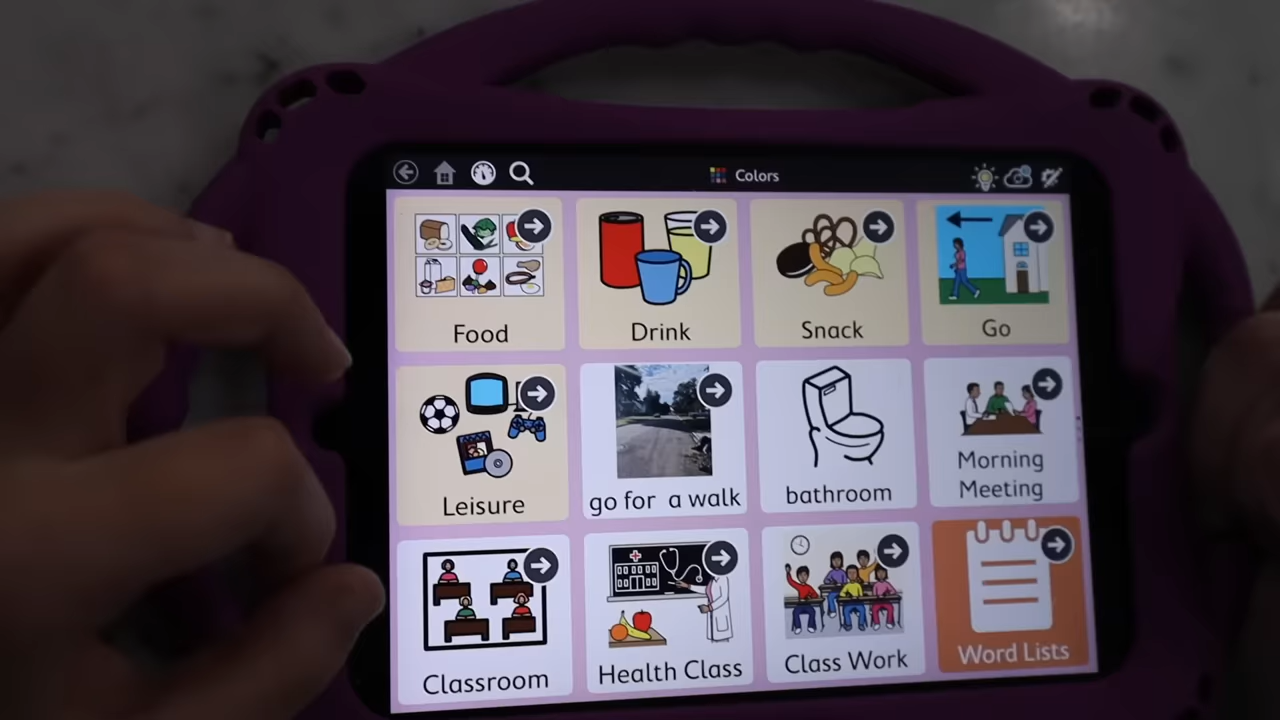 Colors
Food
Drink
Snack
Go
Leisure
go for a walk
bathroom
Morning
Meeting
Classroom
Health Class
Class Work
Word Lists